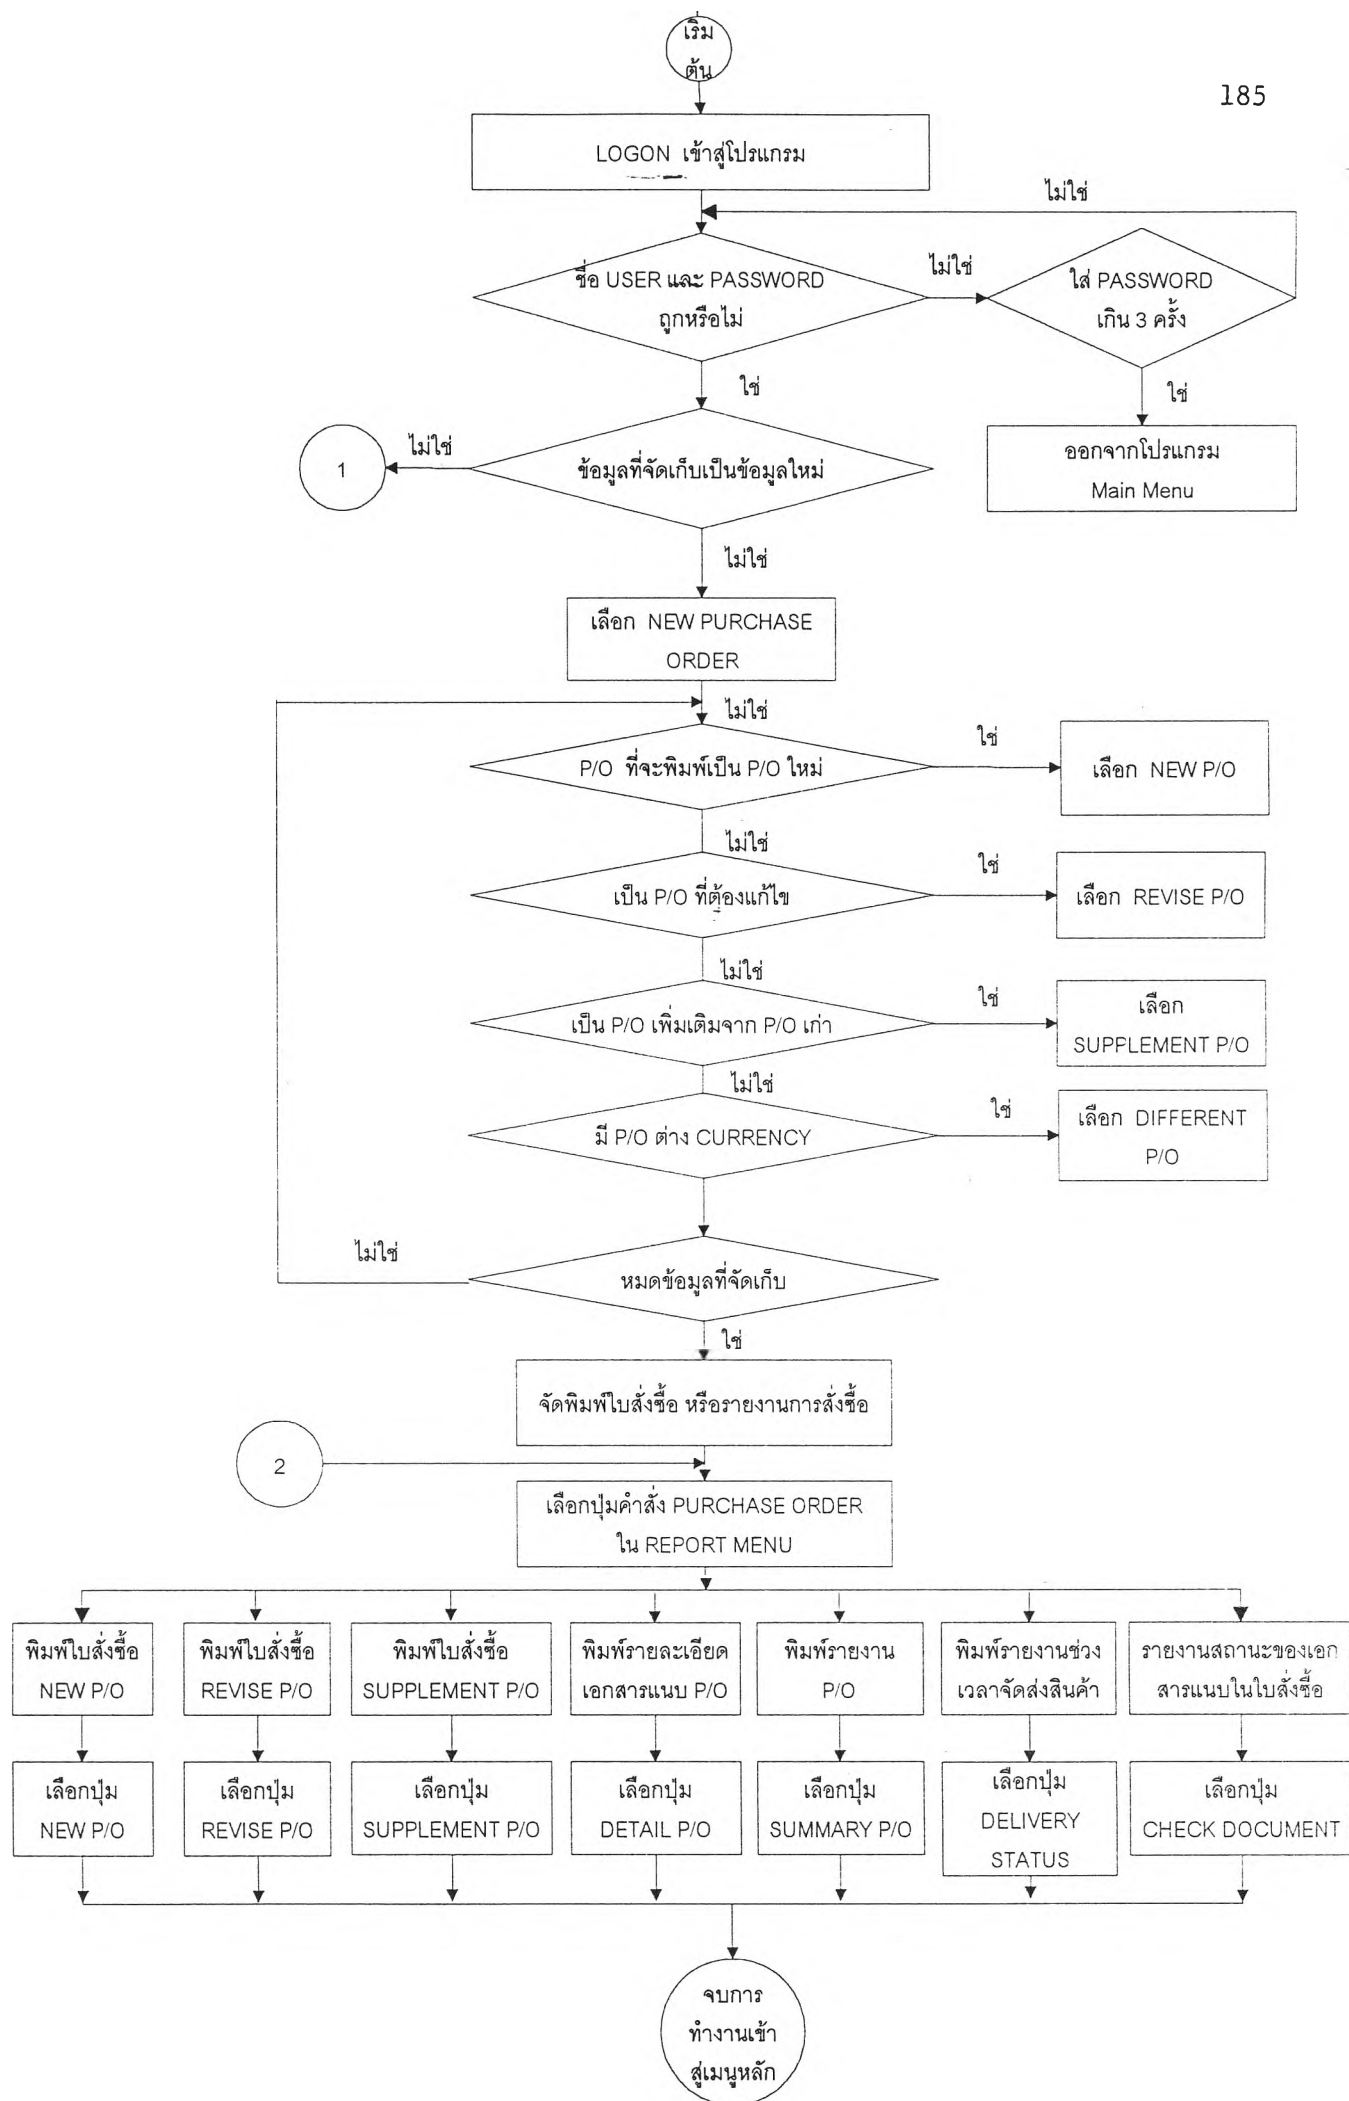 เริ่ม
ต้น
185
LOGON เข้าสู่โปรแกรม
ไม่ใช่
ชื่อ USER และ PASSWORD
ถูกหรือไม่
ไม่ใช่
ใส่ PASSWORD
เกิน 3 ครั้ง
ใช่
ใช่
1
ไม่ใช่
ข้อมูลที่จัดเก็บเป็นข้อมูลใหม่
ออกจากโปรแกรม
Main Menu
ไม่ใช่
เลือก NEW PURCHASE
ORDER
ไม่ใช่
P/O ที่จะพิมพ์เป็น P/O ใหม่
ใช่
เลือก NEW P/O
ไม่ใช่
เป็น P/O ที่ต้องแก้ไข
ใช่
เลือก REVISE P/O
ไม่ใช่
เป็น P/O เพิ่มเติมจาก P/O เก่า
ใช่
เลือก
SUPPLEMENT P/O
ไม่ใช่
มี P/O ต่าง CURRENCY
ใช่
เลือก DIFFERENT
P/O
ไม่ใช่
หมดข้อมูลที่จัดเก็บ
ใช่
จัดพิมพ์ใบสั่งซื้อ หรือรายงานการสั่งซื้อ
2
เลือกปุ่มคำสั่ง PURCHASE ORDER
ใน REPORT MENU
พิมพ์ใบสั่งซื้อ
NEW P/O
พิมพ์ใบสั่งซื้อ
REVISE P/O
พิมพ์ใบสั่งซื้อ
SUPPLEMENT P/O
พิมพ์รายละเอียด
เอกสารแนบ P/O
พิมพ์รายงาน
P/O
พิมพ์รายงานช่วง
เวลาจัดส่งสินค้า
รายงานสถานะของเอก
สารแนบในใบสั่งซื้อ
เลือกปุ่ม
NEW P/O
เลือกปุ่ม
REVISE P/O
เลือกปุ่ม
SUPPLEMENT P/O
เลือกปุ่ม
DETAIL P/O
เลือกปุ่ม
SUMMARY P/O
เลือกปุ่ม
DELIVERY
STATUS
เลือกปุ่ม
CHECK DOCUMENT
จบการ
ทำงานเข้า
สู่เมนูหลัก